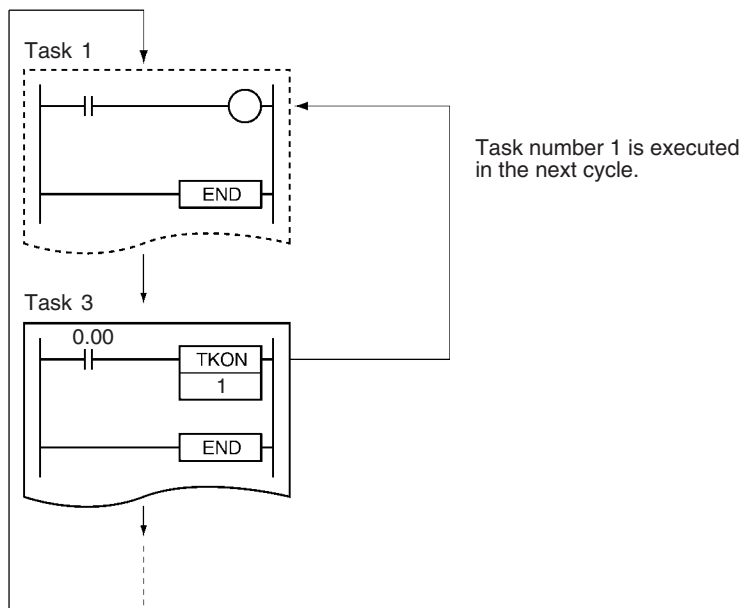 Task 1
END
Task number 1 is executed
in the next cycle.
Task 3
0.00
TKON
1
END